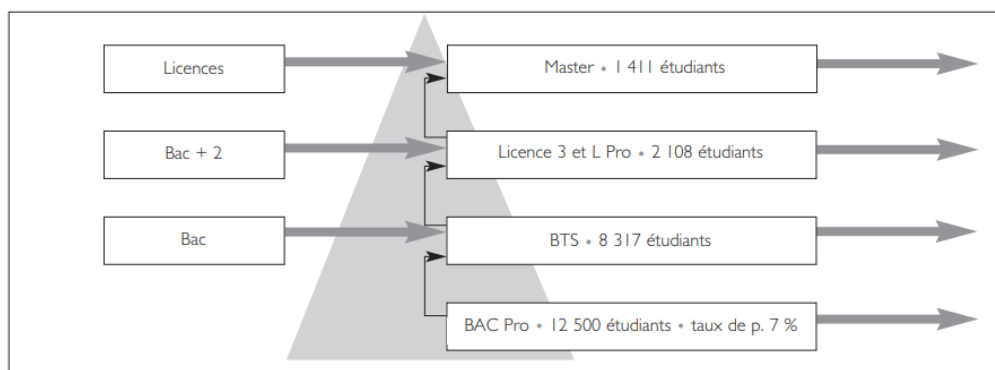 Licences
Master • 1 411 étudiants
Bac + 2
Licence 3 et L Pro • 2 108 étudiants
Bac
BTS • 8 317 étudiants
BAC Pro • 12 500 étudiants • taux de p. 7 %